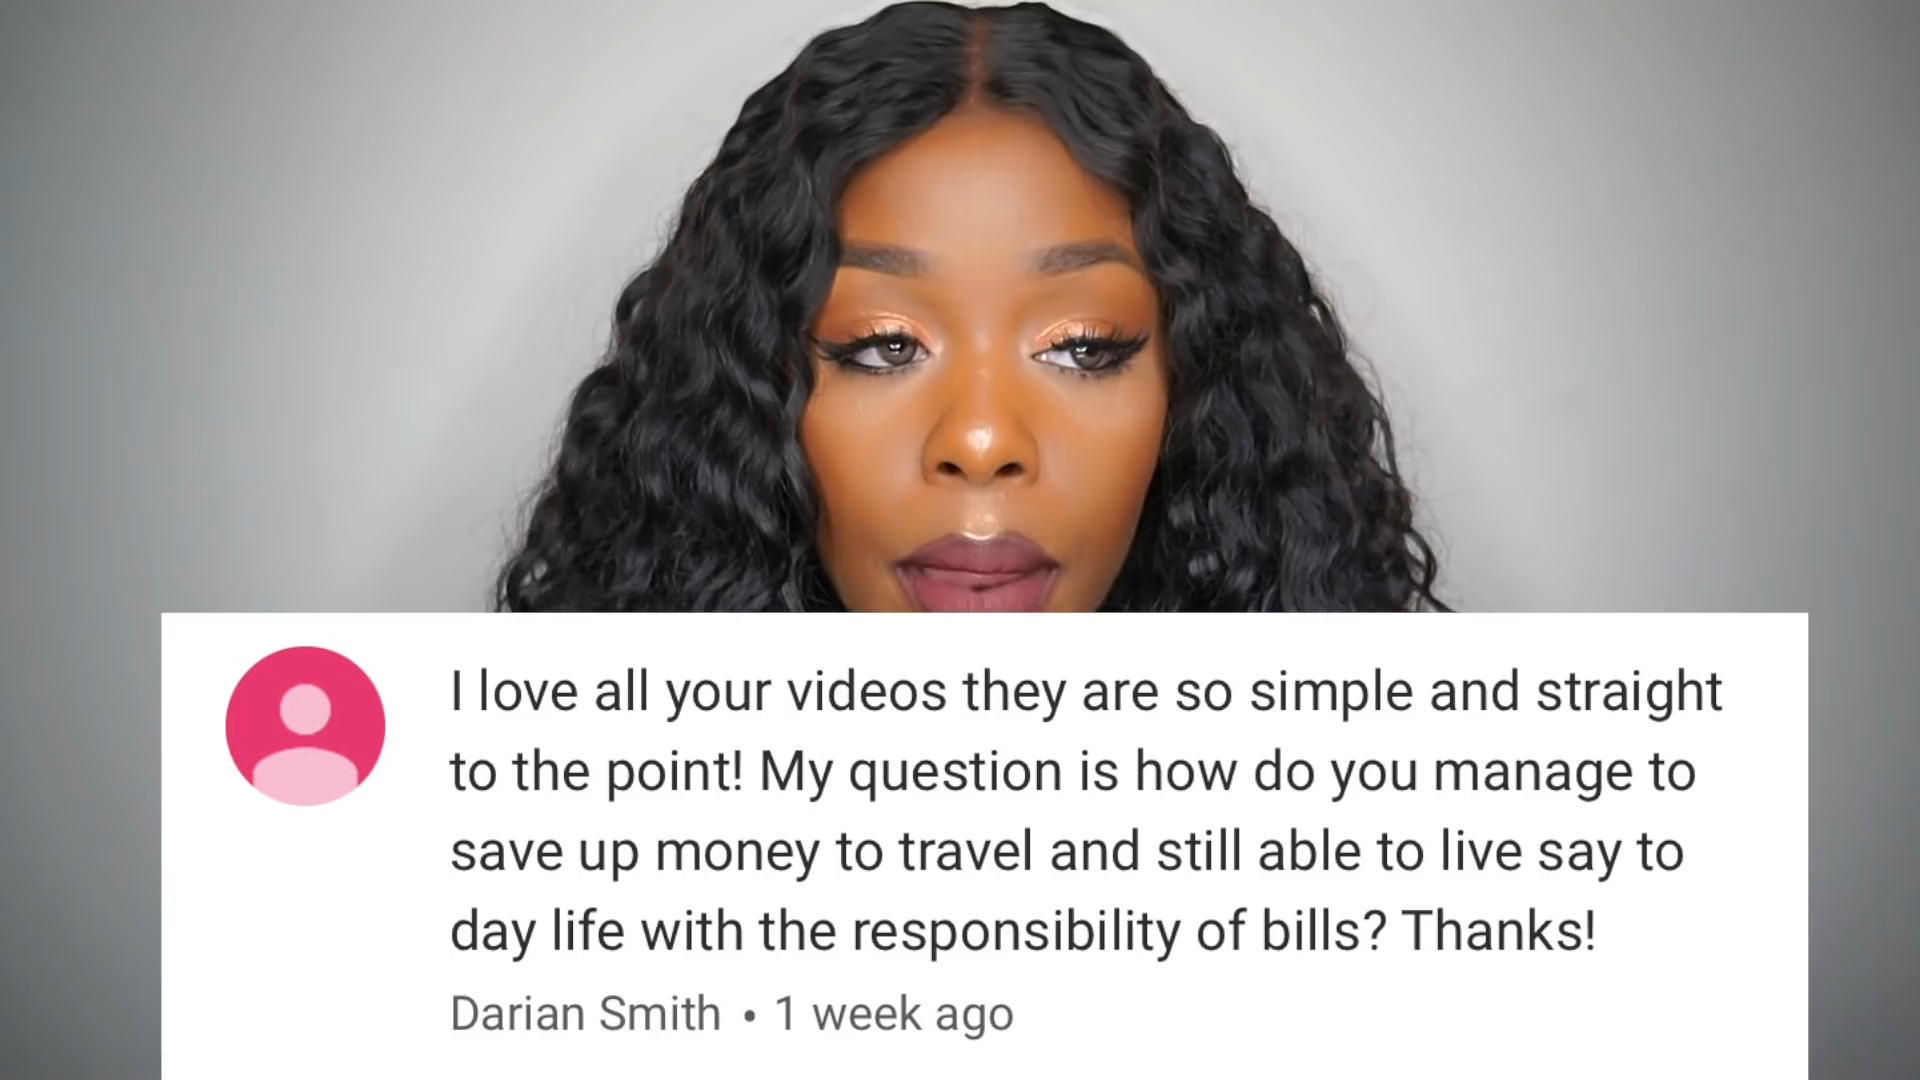 I love all your videos they are so simple and straight
to the point! My question is how do you manage to
save up money to travel and still able to live say to
day life with the responsibility of bills? Thanks!
Darian Smith • 1 week ago